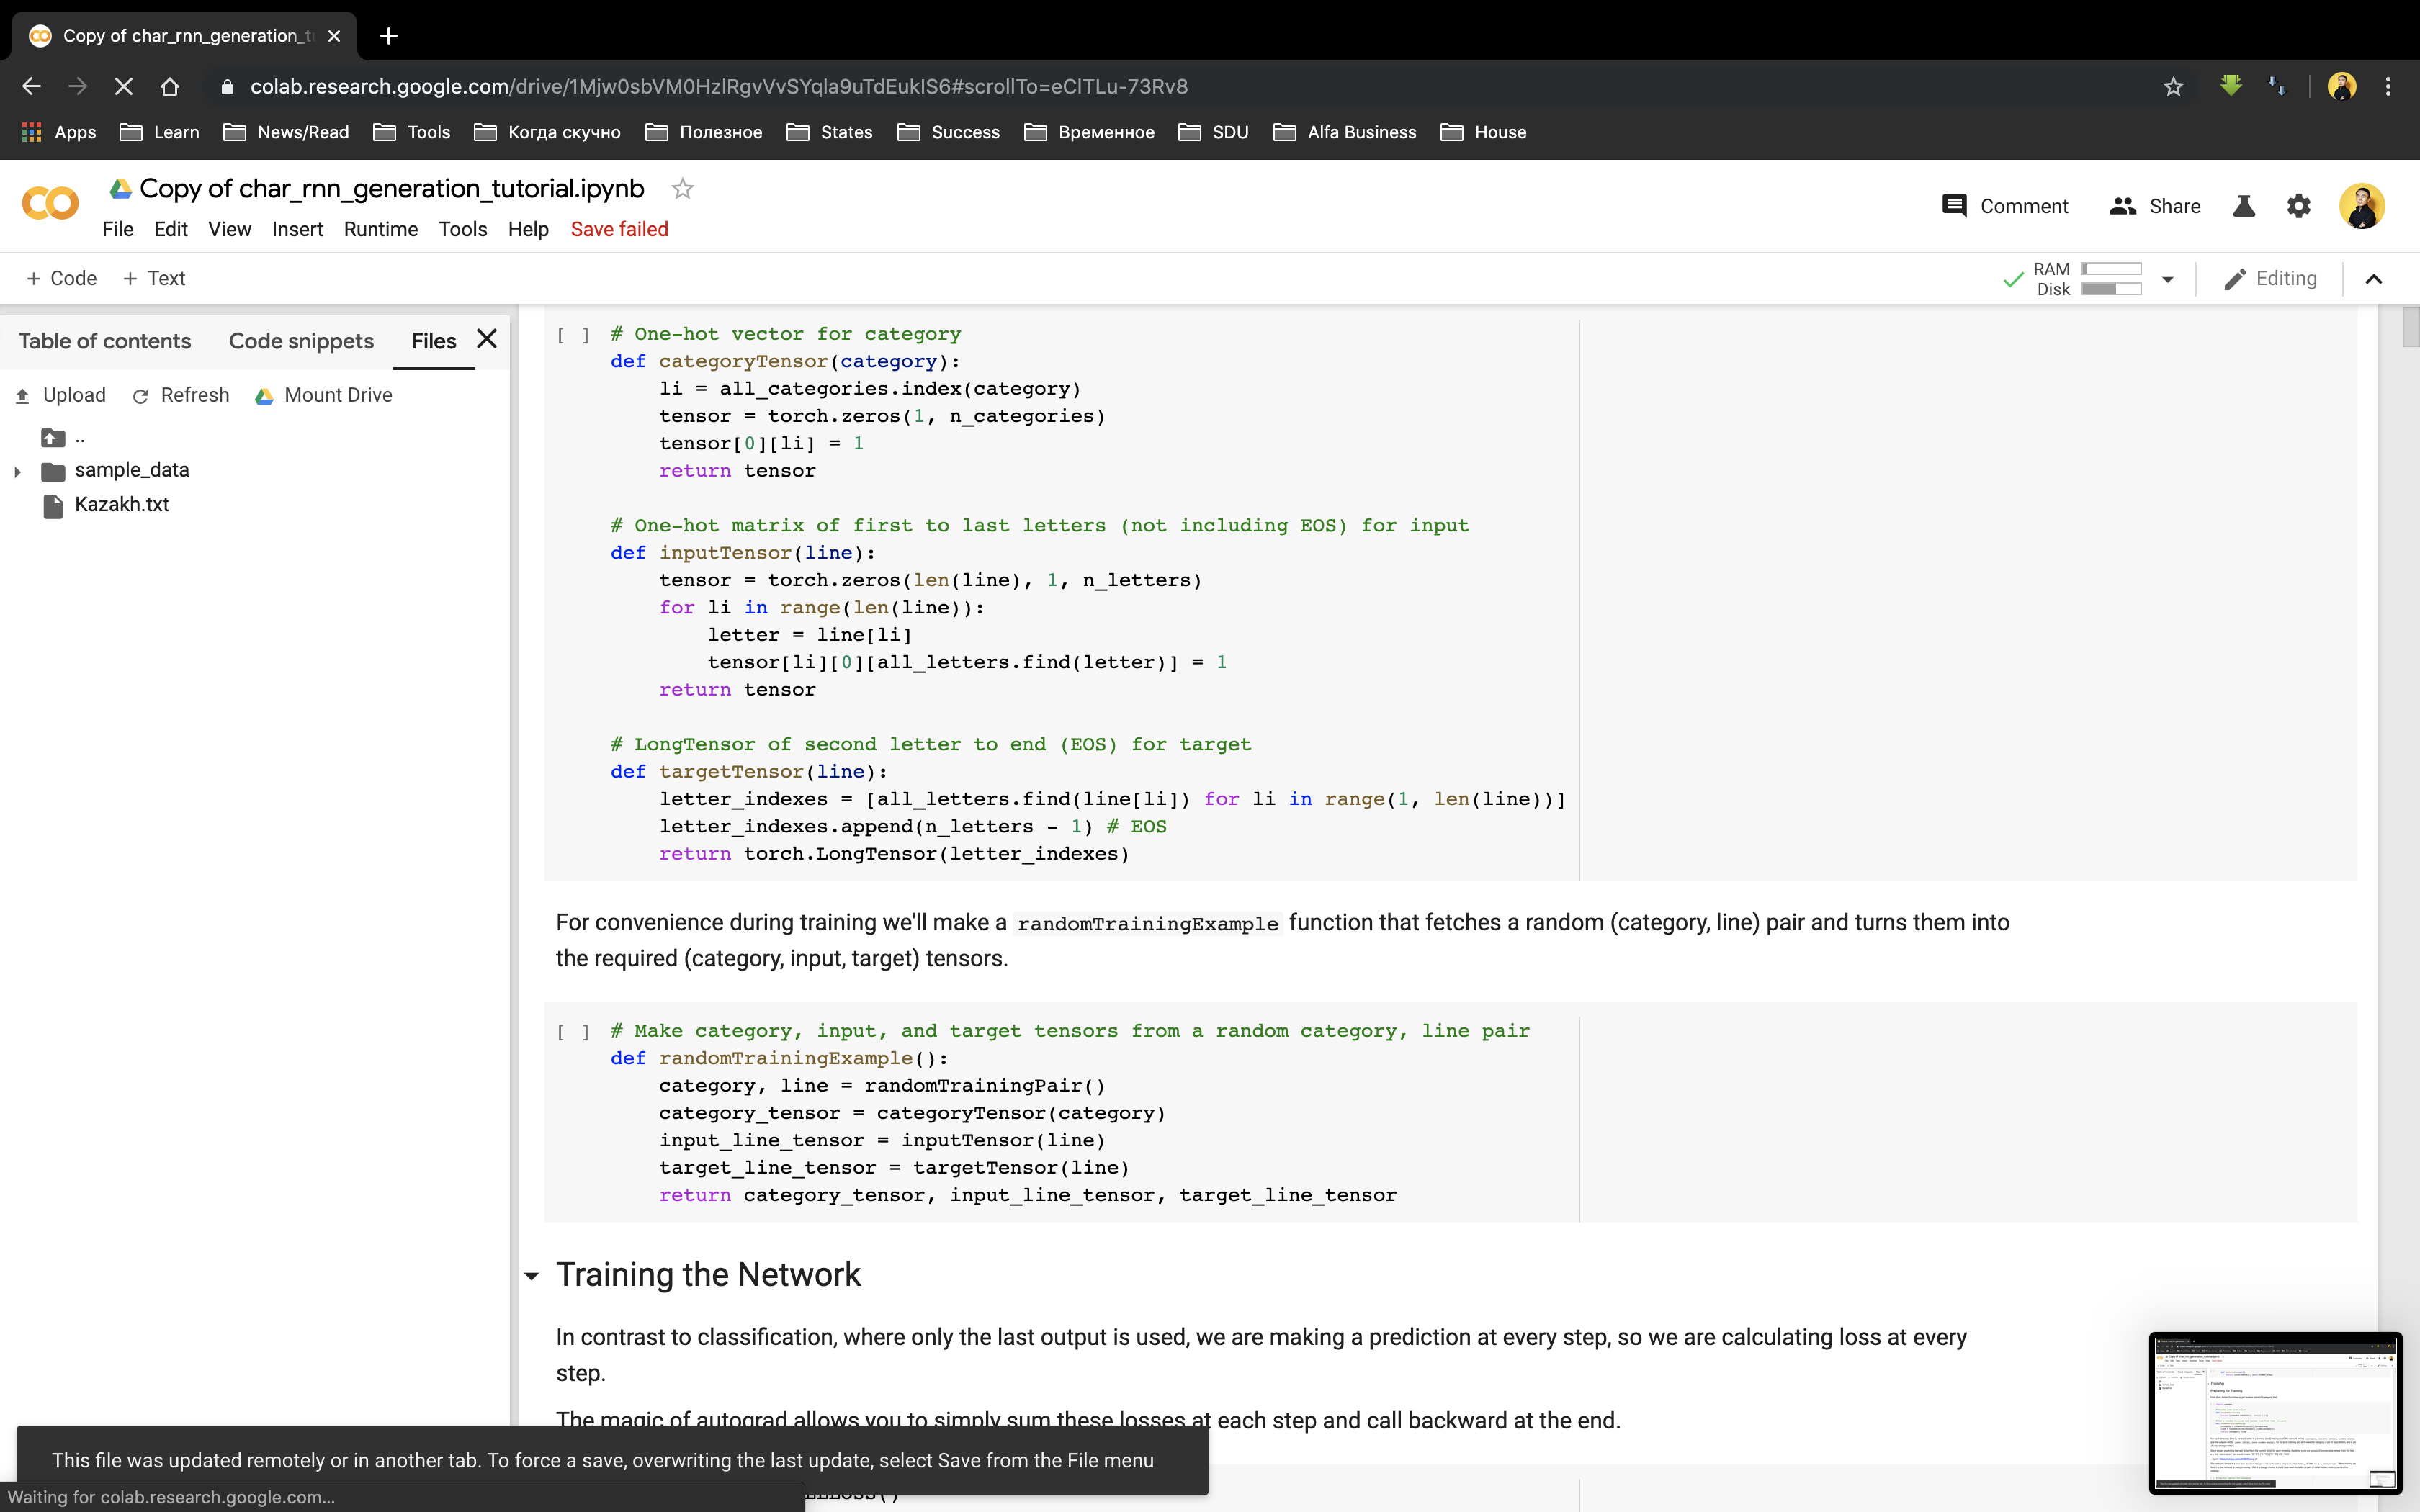 Copy of char_rnn_generation_tu
colab.research.google.com/drive/1Mjw0sbVM0HzlRgvVvSYqla9uTdEukIS6#scrollTo=eClTLu-73Rv8
Apps Learn News/Read Tools Когда скучно Полезное States Success Временное SDU Alfa Business House
Copy of char_rnn_generation_tutorial.ipynb
File Edit View Insert Runtime Tools Help Save failed
Comment Share
+ Code + Text
RAM
Disk
Editing
Table of contents Code snippets Files
Upload Refresh Mount Drive
..
sample_data
Kazakh.txt
[ ] # One-hot vector for category
def categoryTensor(category):
li = all_categories.index(category)
tensor = torch.zeros(1, n_categories)
tensor[0][li] = 1
return tensor
# One-hot matrix of first to last letters (not including EOS) for input
def inputTensor(line):
tensor = torch.zeros(len(line), 1, n_letters)
for li in range(len(line)):
letter = line[li]
tensor[li][0][all_letters.find(letter)] = 1
return tensor
# LongTensor of second letter to end (EOS) for target
def targetTensor(line):
letter_indexes = [all_letters.find(line[li]) for li in range(1, len(line))]
letter_indexes.append(n_letters - 1) # EOS
return torch.LongTensor(letter_indexes)
For convenience during training we'll make a randomTrainingExample function that fetches a random (category, line) pair and turns them into
the required (category, input, target) tensors.
[ ] # Make category, input, and target tensors from a random category, line pair
def randomTrainingExample():
category, line = randomTrainingPair()
category_tensor = categoryTensor(category)
input_line_tensor = inputTensor(line)
target_line_tensor = targetTensor(line)
return category_tensor, input_line_tensor, target_line_tensor
Training the Network
In contrast to classification, where only the last output is used, we are making a prediction at every step, so we are calculating loss at every
step.
The magic of autograd allows you to simply sum these losses at each step and call backward at the end.
This file was updated remotely or in another tab. To force a save, overwriting the last update, select Save from the File menu
Waiting for colab.research.google.com...